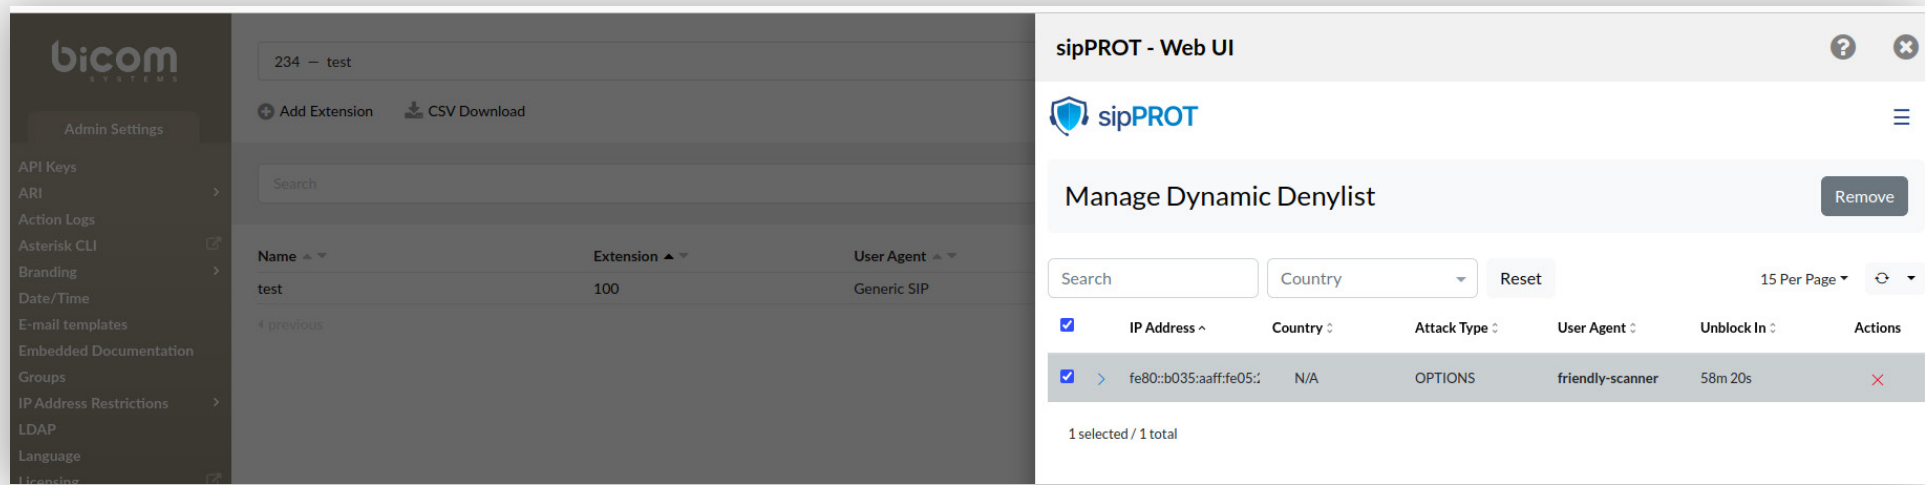 bicom
SYSTEMS
Admin Settings
API Keys
ARI
Action Logs
Asterisk CLI
Branding
Date/Time
E-mail templates
Embedded Documentation
Groups
IP Address Restrictions
LDAP
Language
Licensing
234 — test
Add Extension CSV Download
Search
Name Extension User Agent
test 100 Generic SIP
previous
sipPROT - Web UI
sipPROT
Manage Dynamic Denylist Remove
Search Country Reset 15 Per Page
IP Address Country Attack Type User Agent Unblock In Actions
fe80::b035:aaff:fe05: N/A OPTIONS friendly-scanner 58m 20s
1 selected / 1 total